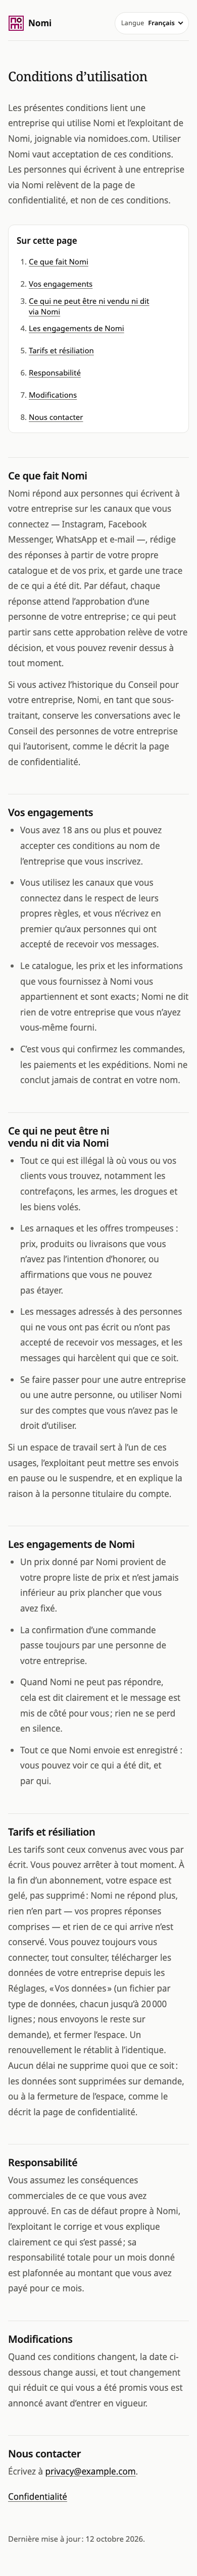 Nomi
Langue Français
Conditions d’utilisation
Les présentes conditions lient une
entreprise qui utilise Nomi et l’exploitant de
Nomi, joignable via nomidoes.com. Utiliser
Nomi vaut acceptation de ces conditions.
Les personnes qui écrivent à une entreprise
via Nomi relèvent de la page de
confidentialité, et non de ces conditions.
Sur cette page
1. Ce que fait Nomi
2. Vos engagements
3. Ce qui ne peut être ni vendu ni dit
via Nomi
4. Les engagements de Nomi
5. Tarifs et résiliation
6. Responsabilité
7. Modifications
8. Nous contacter
Ce que fait Nomi
Nomi répond aux personnes qui écrivent à
votre entreprise sur les canaux que vous
connectez — Instagram, Facebook
Messenger, WhatsApp et e-mail —, rédige
des réponses à partir de votre propre
catalogue et de vos prix, et garde une trace
de ce qui a été dit. Par défaut, chaque
réponse attend l’approbation d’une
personne de votre entreprise ; ce qui peut
partir sans cette approbation relève de votre
décision, et vous pouvez revenir dessus à
tout moment.
Si vous activez l’historique du Conseil pour
votre entreprise, Nomi, en tant que sous-
traitant, conserve les conversations avec le
Conseil des personnes de votre entreprise
qui l’autorisent, comme le décrit la page
de confidentialité.
Vos engagements
• Vous avez 18 ans ou plus et pouvez
accepter ces conditions au nom de
l’entreprise que vous inscrivez.
• Vous utilisez les canaux que vous
connectez dans le respect de leurs
propres règles, et vous n’écrivez en
premier qu’aux personnes qui ont
accepté de recevoir vos messages.
• Le catalogue, les prix et les informations
que vous fournissez à Nomi vous
appartiennent et sont exacts ; Nomi ne dit
rien de votre entreprise que vous n’ayez
vous-même fourni.
• C’est vous qui confirmez les commandes,
les paiements et les expéditions. Nomi ne
conclut jamais de contrat en votre nom.
Ce qui ne peut être ni
vendu ni dit via Nomi
• Tout ce qui est illégal là où vous ou vos
clients vous trouvez, notamment les
contrefaçons, les armes, les drogues et
les biens volés.
• Les arnaques et les offres trompeuses :
prix, produits ou livraisons que vous
n’avez pas l’intention d’honorer, ou
affirmations que vous ne pouvez
pas étayer.
• Les messages adressés à des personnes
qui ne vous ont pas écrit ou n’ont pas
accepté de recevoir vos messages, et les
messages qui harcèlent qui que ce soit.
• Se faire passer pour une autre entreprise
ou une autre personne, ou utiliser Nomi
sur des comptes que vous n’avez pas le
droit d’utiliser.
Si un espace de travail sert à l’un de ces
usages, l’exploitant peut mettre ses envois
en pause ou le suspendre, et en explique la
raison à la personne titulaire du compte.
Les engagements de Nomi
• Un prix donné par Nomi provient de
votre propre liste de prix et n’est jamais
inférieur au prix plancher que vous
avez fixé.
• La confirmation d’une commande
passe toujours par une personne de
votre entreprise.
• Quand Nomi ne peut pas répondre,
cela est dit clairement et le message est
mis de côté pour vous ; rien ne se perd
en silence.
• Tout ce que Nomi envoie est enregistré :
vous pouvez voir ce qui a été dit, et
par qui.
Tarifs et résiliation
Les tarifs sont ceux convenus avec vous par
écrit. Vous pouvez arrêter à tout moment. À
la fin d’un abonnement, votre espace est
gelé, pas supprimé : Nomi ne répond plus,
rien n’en part — vos propres réponses
comprises — et rien de ce qui arrive n’est
conservé. Vous pouvez toujours vous
connecter, tout consulter, télécharger les
données de votre entreprise depuis les
Réglages, « Vos données » (un fichier par
type de données, chacun jusqu’à 20 000
lignes ; nous envoyons le reste sur
demande), et fermer l’espace. Un
renouvellement le rétablit à l’identique.
Aucun délai ne supprime quoi que ce soit :
les données sont supprimées sur demande,
ou à la fermeture de l’espace, comme le
décrit la page de confidentialité.
Responsabilité
Vous assumez les conséquences
commerciales de ce que vous avez
approuvé. En cas de défaut propre à Nomi,
l’exploitant le corrige et vous explique
clairement ce qui s’est passé ; sa
responsabilité totale pour un mois donné
est plafonnée au montant que vous avez
payé pour ce mois.
Modifications
Quand ces conditions changent, la date ci-
dessous change aussi, et tout changement
qui réduit ce qui vous a été promis vous est
annoncé avant d’entrer en vigueur.
Nous contacter
Écrivez à privacy@example.com.
Confidentialité
Dernière mise à jour : 12 octobre 2026.